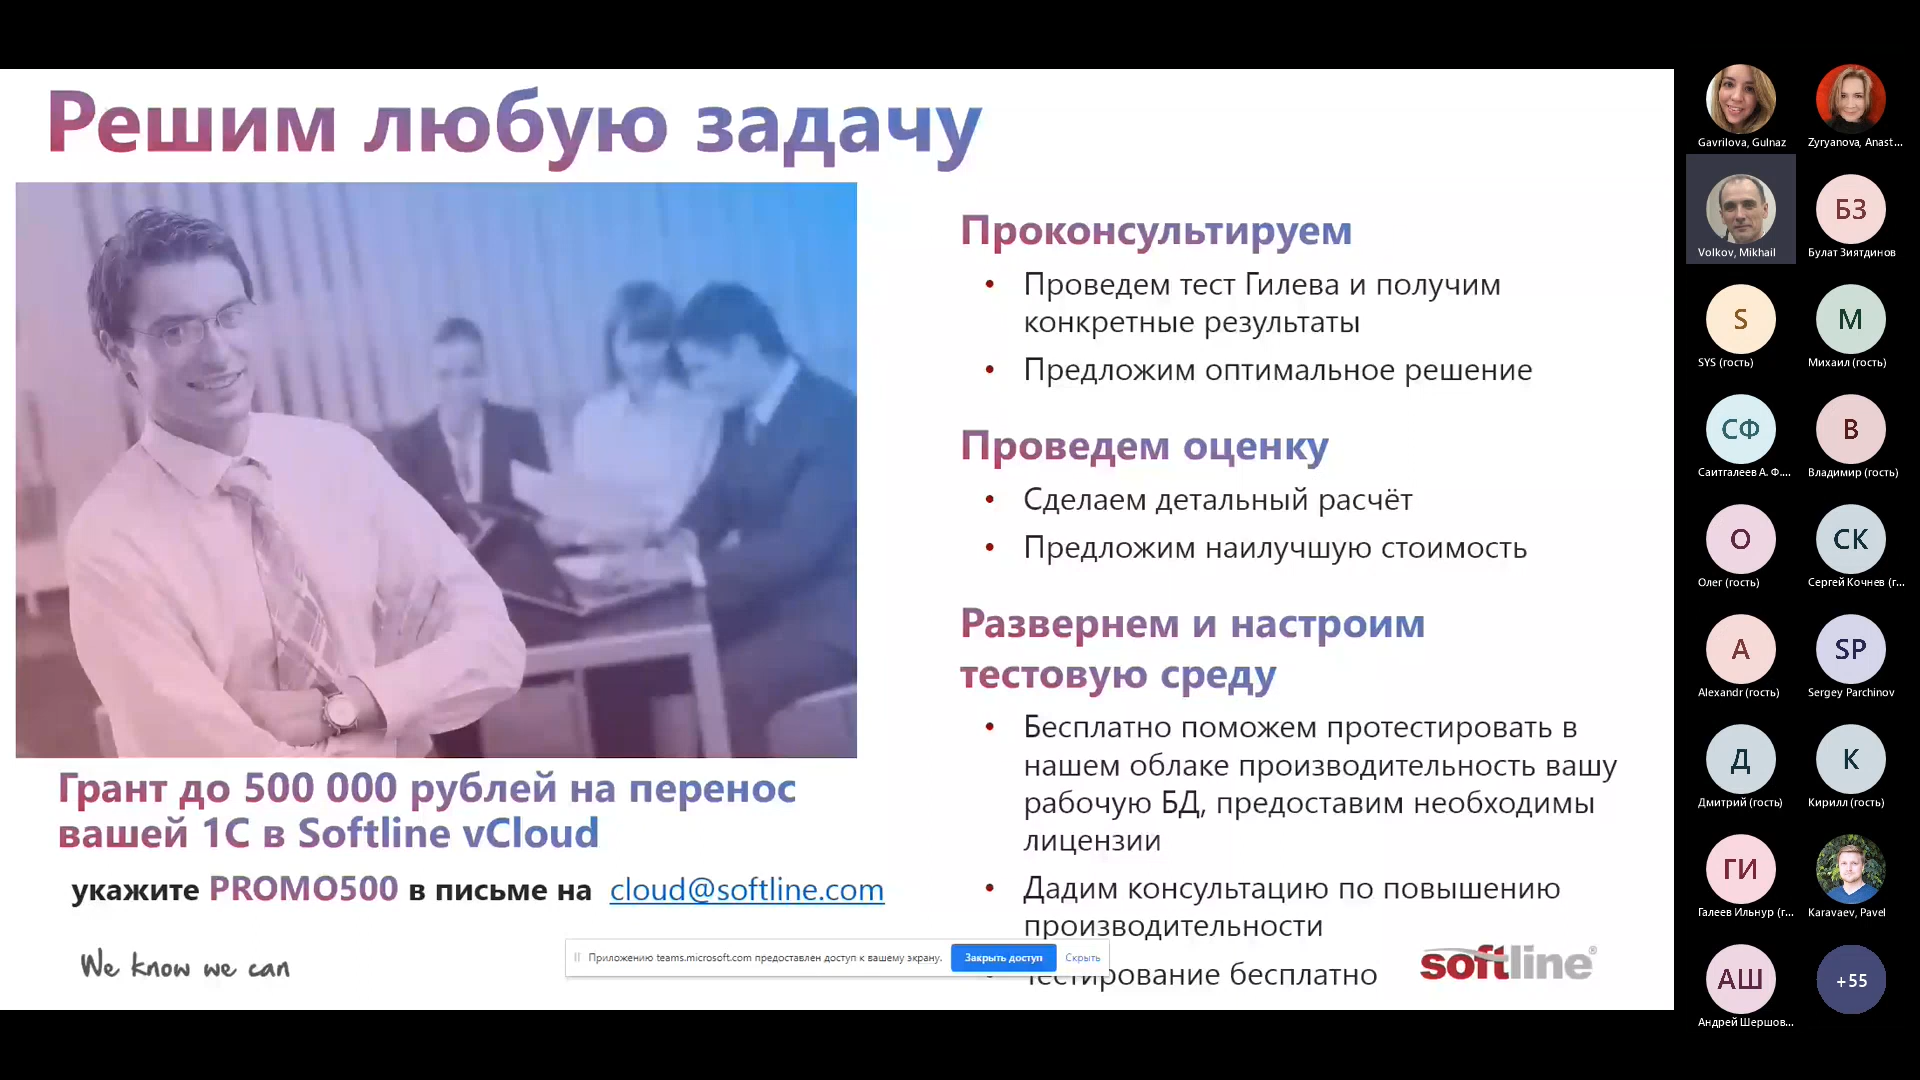 Решим любую задачу
Проконсультируем
• Проведем тест Гилева и получим
конкретные результаты
• Предложим оптимальное решение
Проведем оценку
• Сделаем детальный расчёт
• Предложим наилучшую стоимость
Развернем и настроим
тестовую среду
• Бесплатно поможем протестировать в
нашем облаке производительность вашу
рабочую БД, предоставим необходимы
лицензии
• Дадим консультацию по повышению
производительности
• Тестирование бесплатно
Грант до 500 000 рублей на перенос
вашей 1С в Softline vCloud
укажите PROMO500 в письме на cloud@softline.com
We know we can
Приложению teams.microsoft.com предоставлен доступ к вашему экрану. Закрыть доступ Скрыть
softline®
Gavrilova, Gulnaz
Zyryanova, Anast...
Volkov, Mikhail
БЗ
Булат Зиятдинов
S
SYS (гость)
М
Михаил (гость)
СФ
Саитгалеев А. Ф....
В
Владимир (гость)
О
Олег (гость)
СК
Сергей Кочнев (г...
A
Alexandr (гость)
SP
Sergey Parchinov
Д
Дмитрий (гость)
К
Кирилл (гость)
ГИ
Галеев Ильнур (г...
Karavaev, Pavel
АШ
Андрей Шершов...
+55